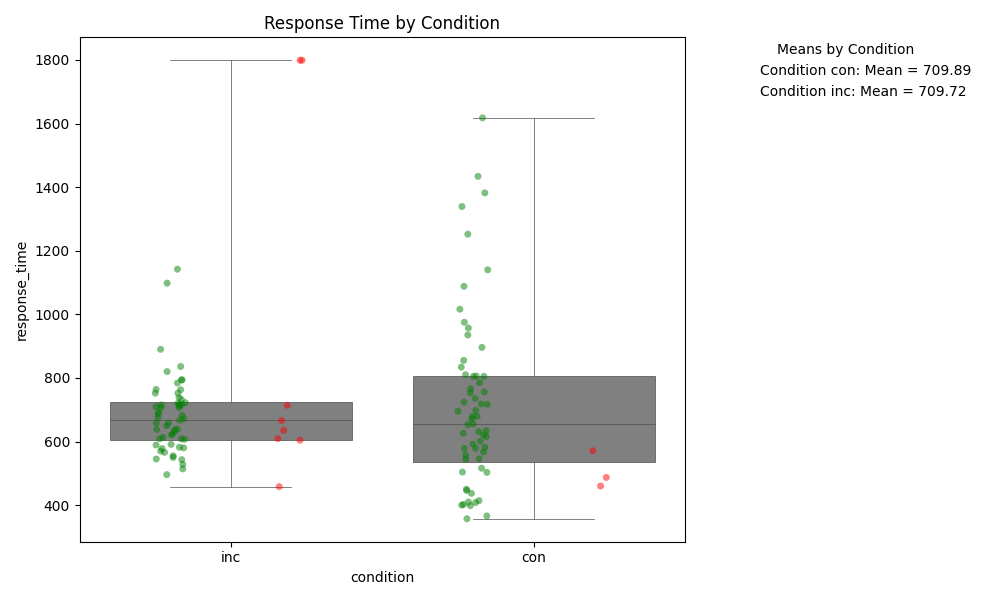 Response Time by Condition
Means by Condition
Condition con: Mean = 709.89
Condition inc: Mean = 709.72
response_time
1800
1600
1400
1200
1000
800
600
400
inc
con
condition